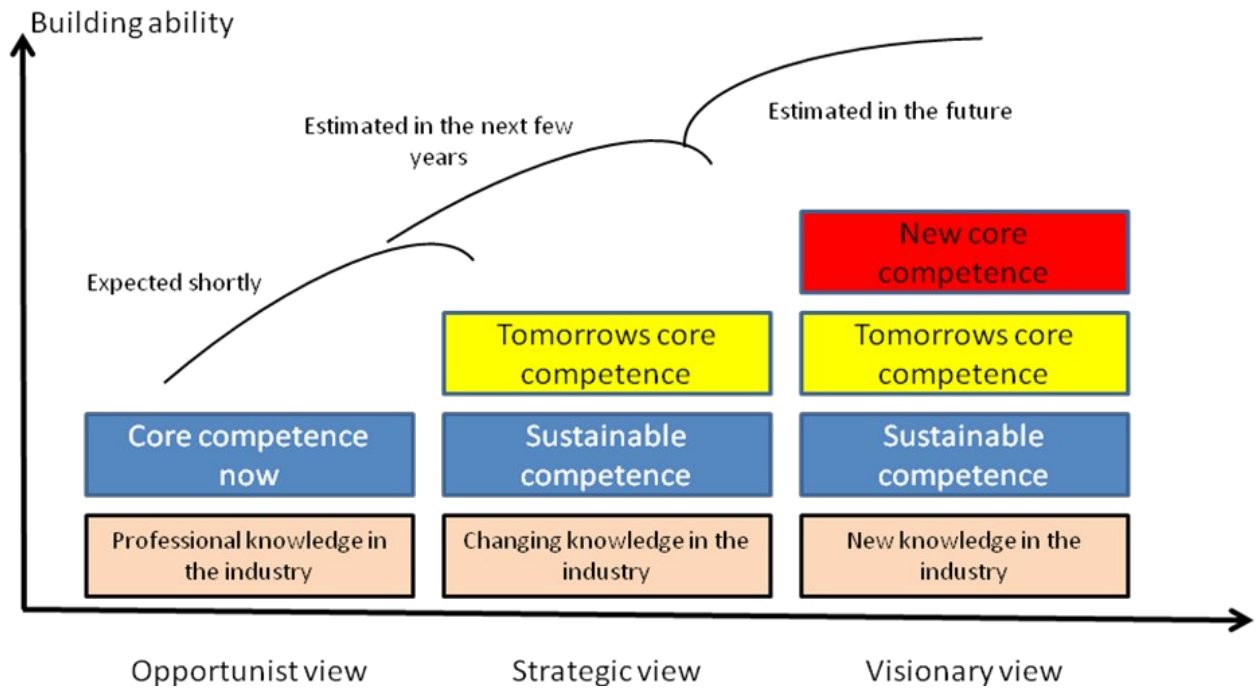 Building ability
Estimated in the next few
years
Estimated in the future
Expected shortly
New core
competence
Tomorrows core
competence
Tomorrows core
competence
Core competence
now
Sustainable
competence
Sustainable
competence
Professional knowledge in
the industry
Changing knowledge in the
industry
New knowledge in the
industry
Opportunist view
Strategic view
Visionary view